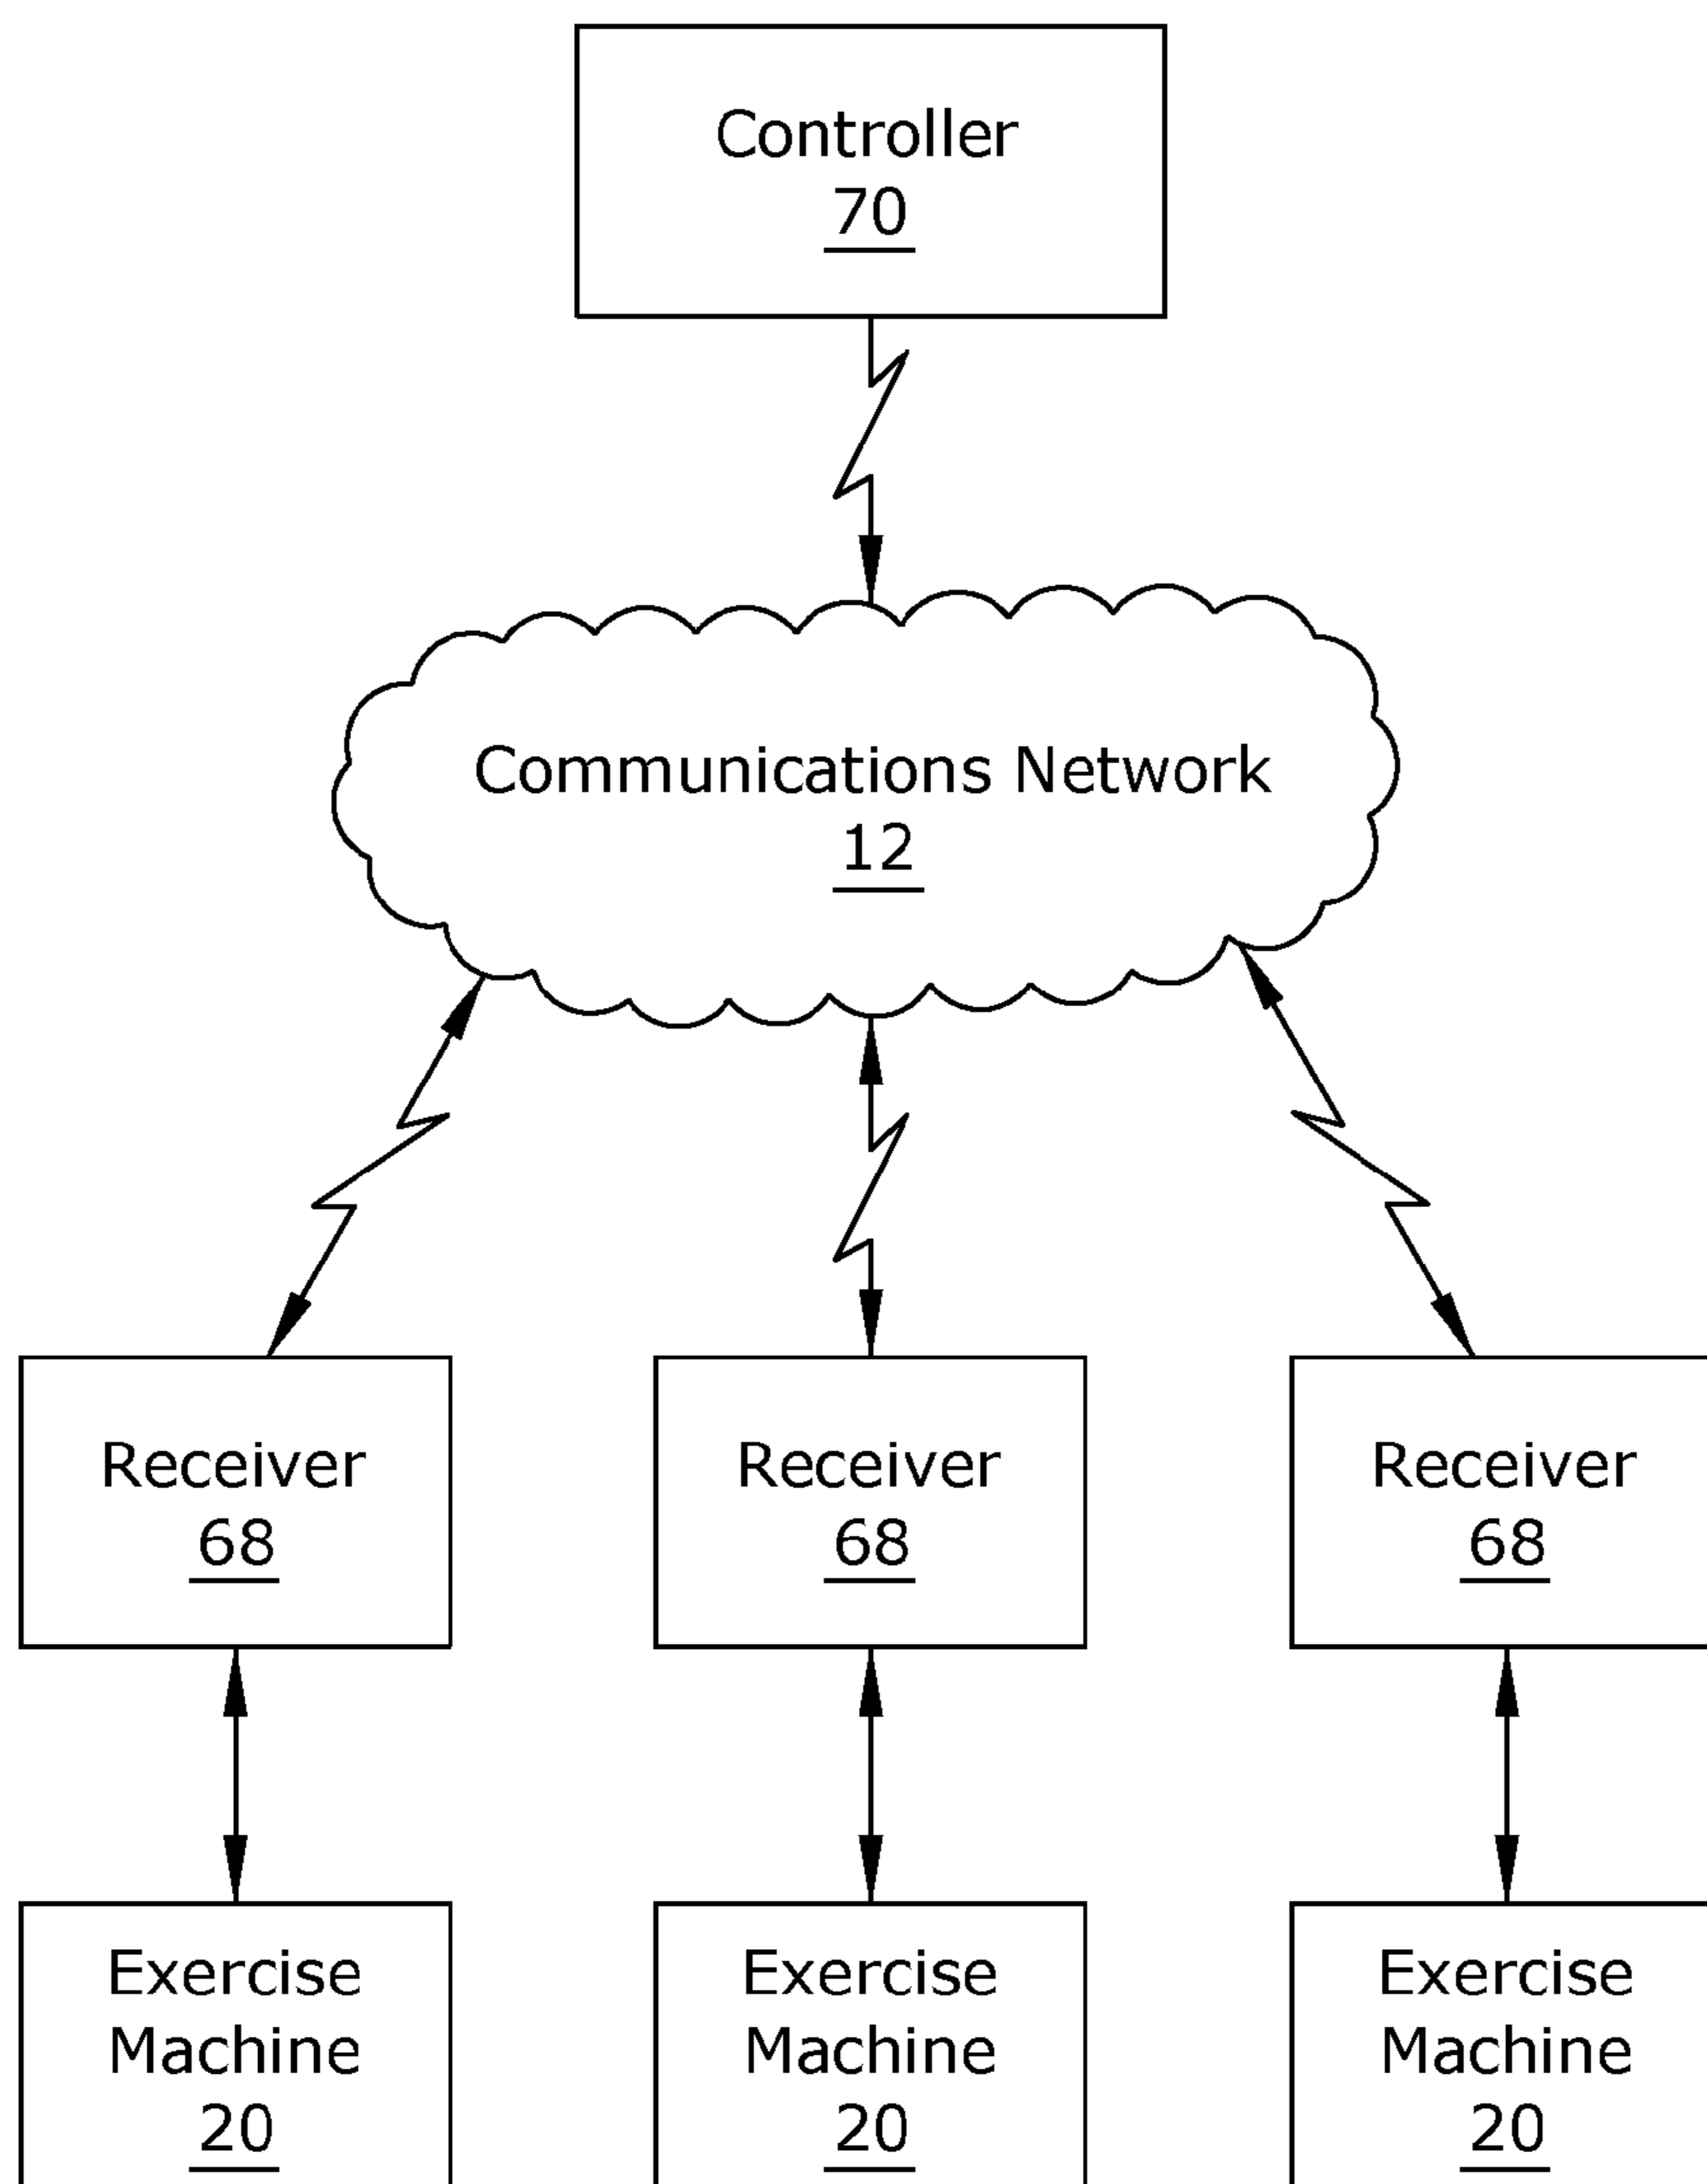 Controller
70
Communications Network
12
Receiver
68
Receiver
68
Receiver
68
Exercise
Machine
20
Exercise
Machine
20
Exercise
Machine
20